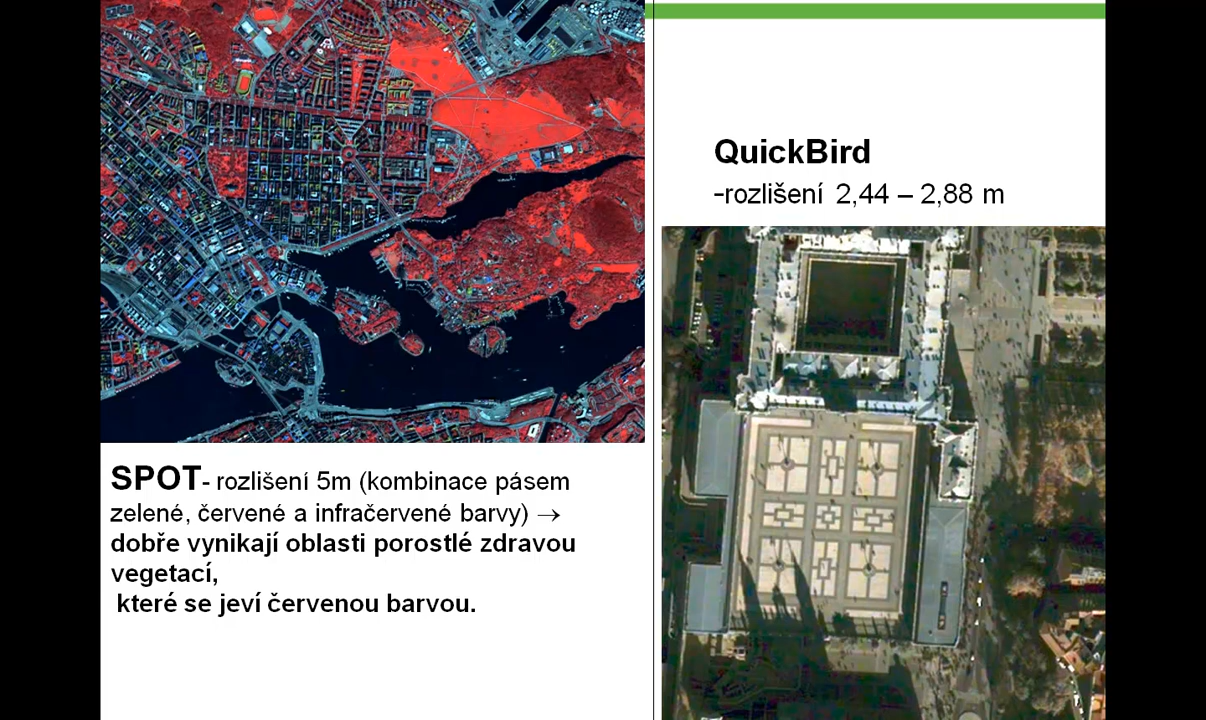 SPOT- rozlišení 5m (kombinace pásem
zelené, červené a infračervené barvy) →
dobře vynikají oblasti porostlé zdravou
vegetací,
které se jeví červenou barvou.
QuickBird
-rozlišení 2,44 – 2,88 m